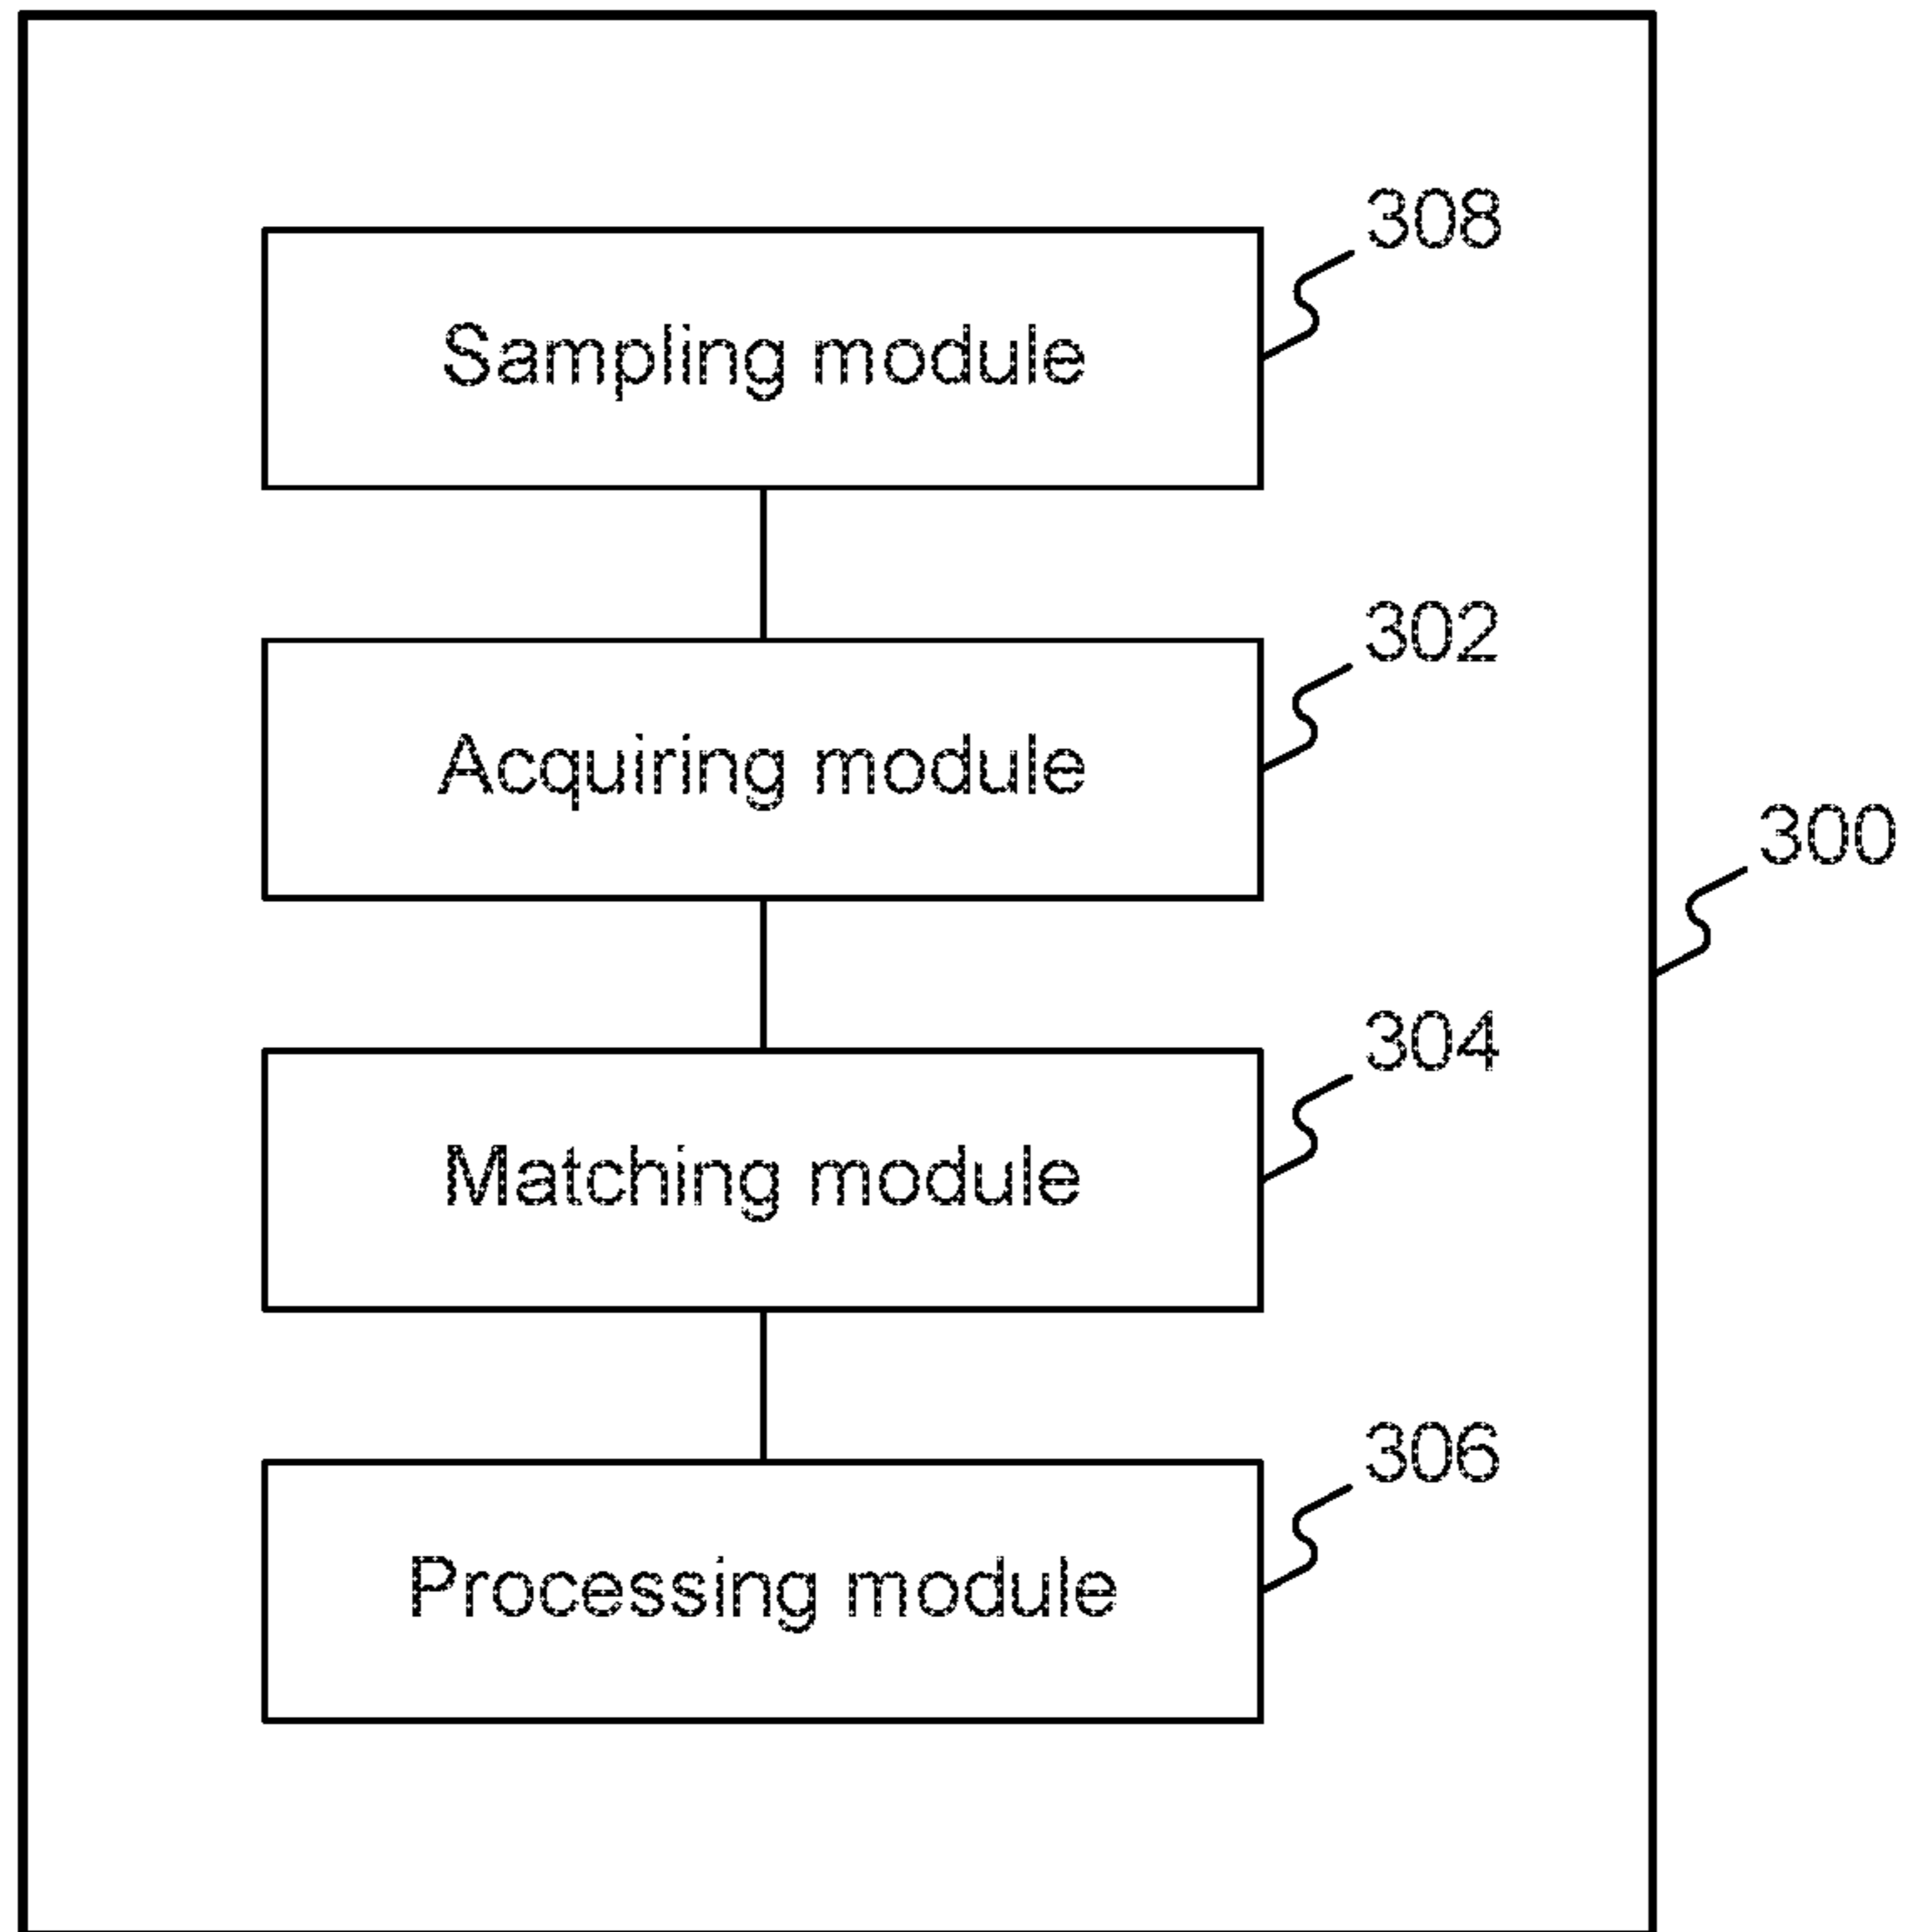 308
Sampling module
302
Acquiring module
300
304
Matching module
306
Processing module